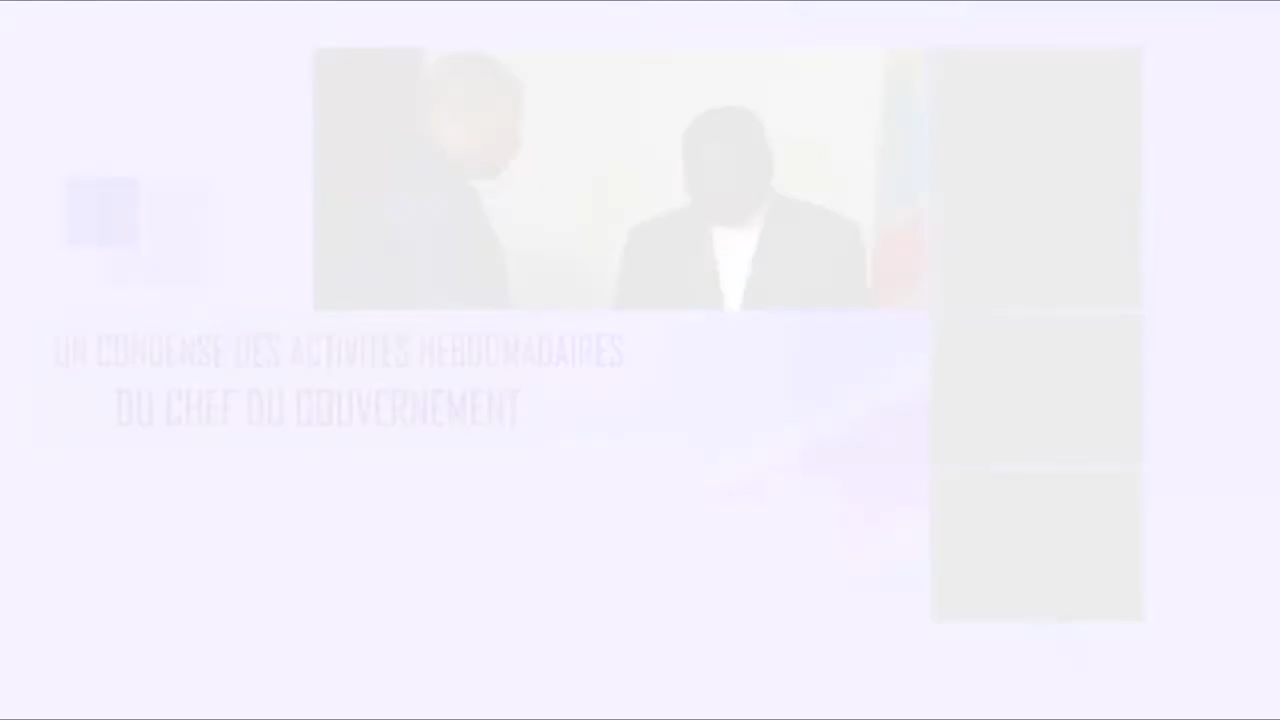 UN CONDENSE DES ACTIVITES HEBDOMADAIRES
DU CHEF DU GOUVERNEMENT